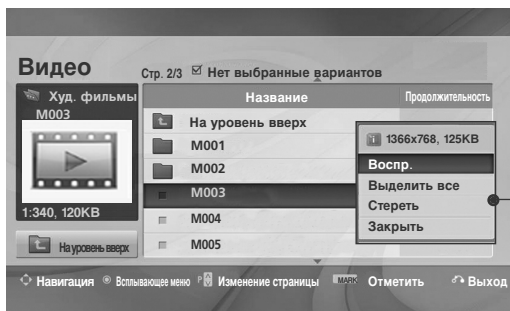 Видео
Стр. 2/3 Нет выбранные вариантов
Худ. фильмы
M003
1:340, 120KB
На уровень вверх
Название Продолжительность
На уровень вверх
M001
M002
M003
M004
M005
1366x768, 125KB
Воспр.
Выделить все
Стереть
Закрыть
Навигация Всплывающее меню P Изменение страницы MARK Отметить Выход